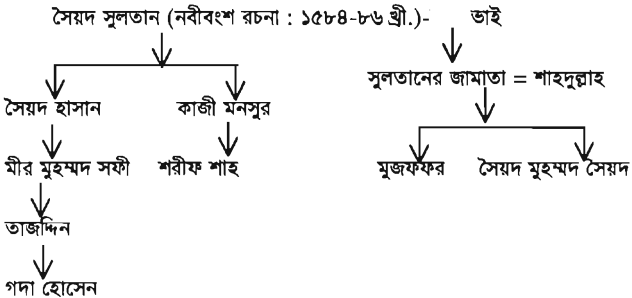 সৈয়দ সুলতান (নবীবংশ রচনা : ১৫৮৪-৮৬ খ্রী.)- ভাই
সুলতানের জামাতা = শাহদুল্লাহ
সৈয়দ হাসান কাজী মনসুর
মীর মুহম্মদ সফী শরীফ শাহ মুজফফর সৈয়দ মুহম্মদ সৈয়দ
তাজদ্দিন
গদা হোসেন